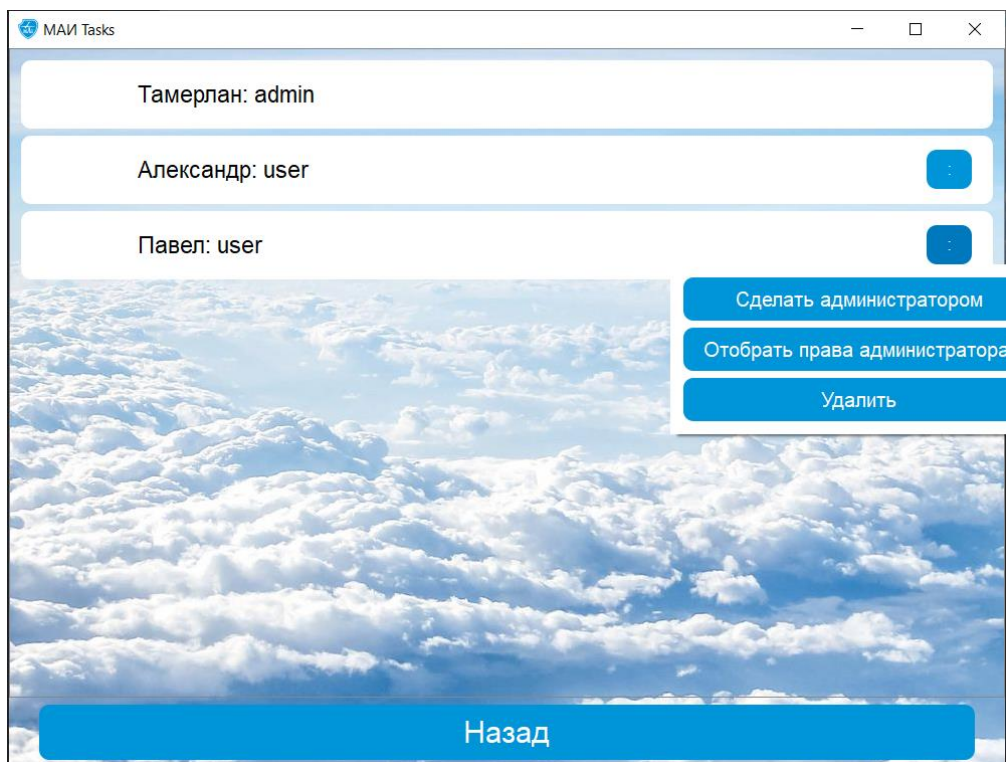 МАИ Tasks
Тамерлан: admin
Александр: user
:
Павел: user
:
Сделать администратором
Отобрать права администратора
Удалить
Назад